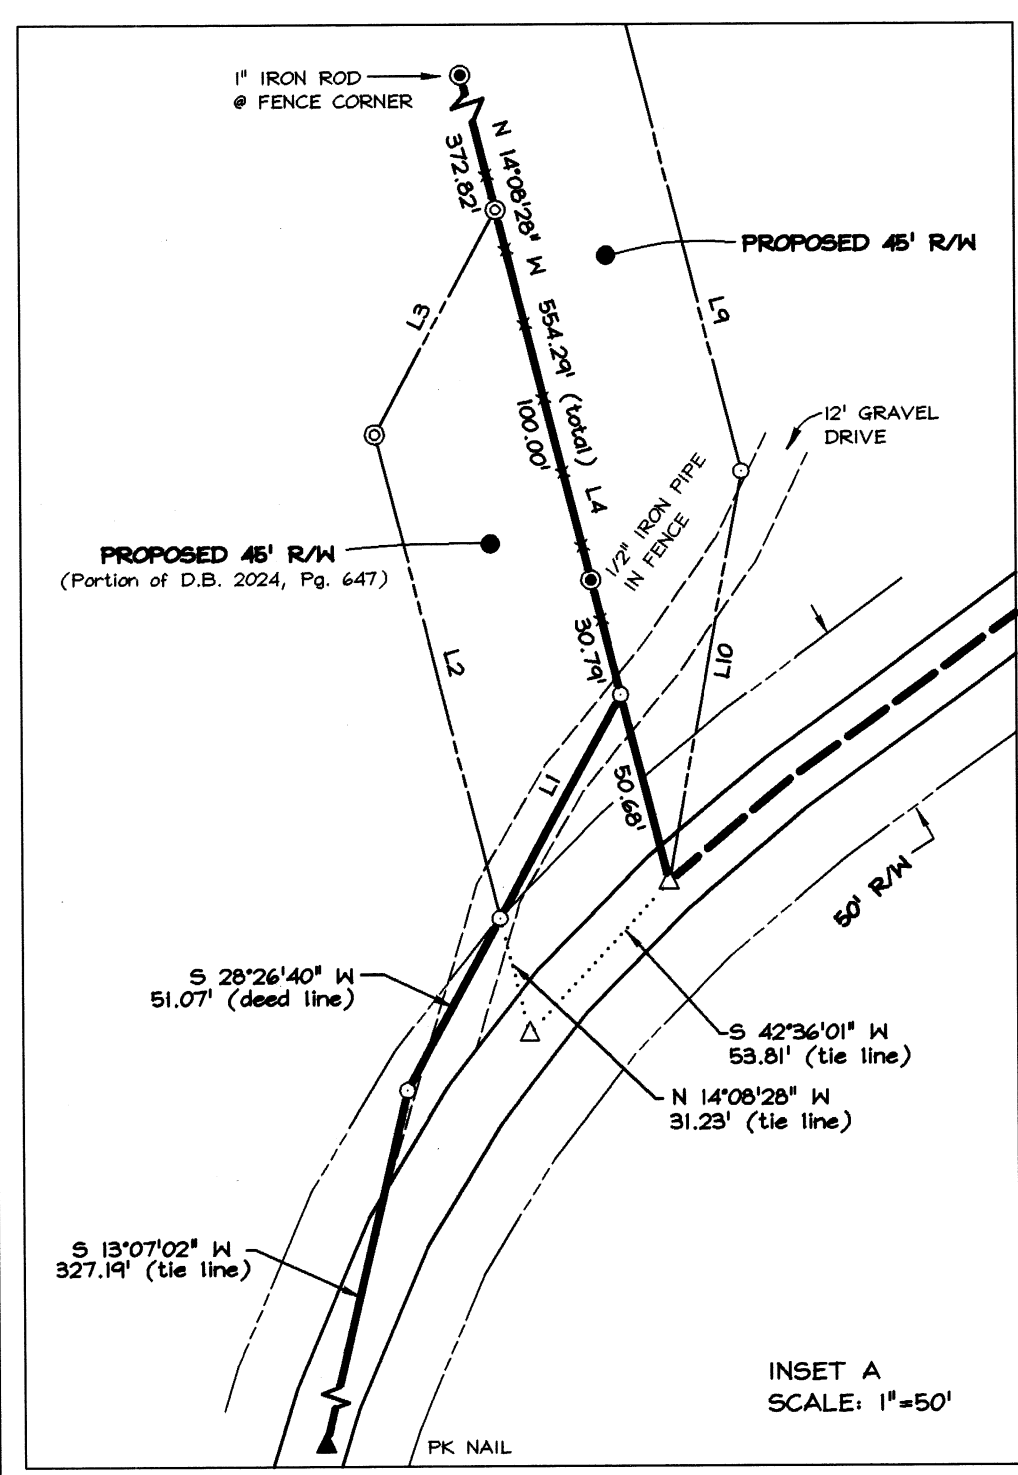 1" IRON ROD
@ FENCE CORNER
N 14°08'28" W 554.29' (total) L4
372.82'
PROPOSED 45' R/W
L9
L3
100.00'
12' GRAVEL
DRIVE
1/2" IRON PIPE
IN FENCE
PROPOSED 45' R/W
(Portion of D.B. 2024, Pg. 647)
30.79'
L2
L10
L1
50.68'
50' R/W
S 28°26'40" W
51.07' (deed line)
S 42°36'01" W
53.81' (tie line)
N 14°08'28" W
31.23' (tie line)
S 13°07'02" W
327.19' (tie line)
INSET A
SCALE: 1"=50'
PK NAIL